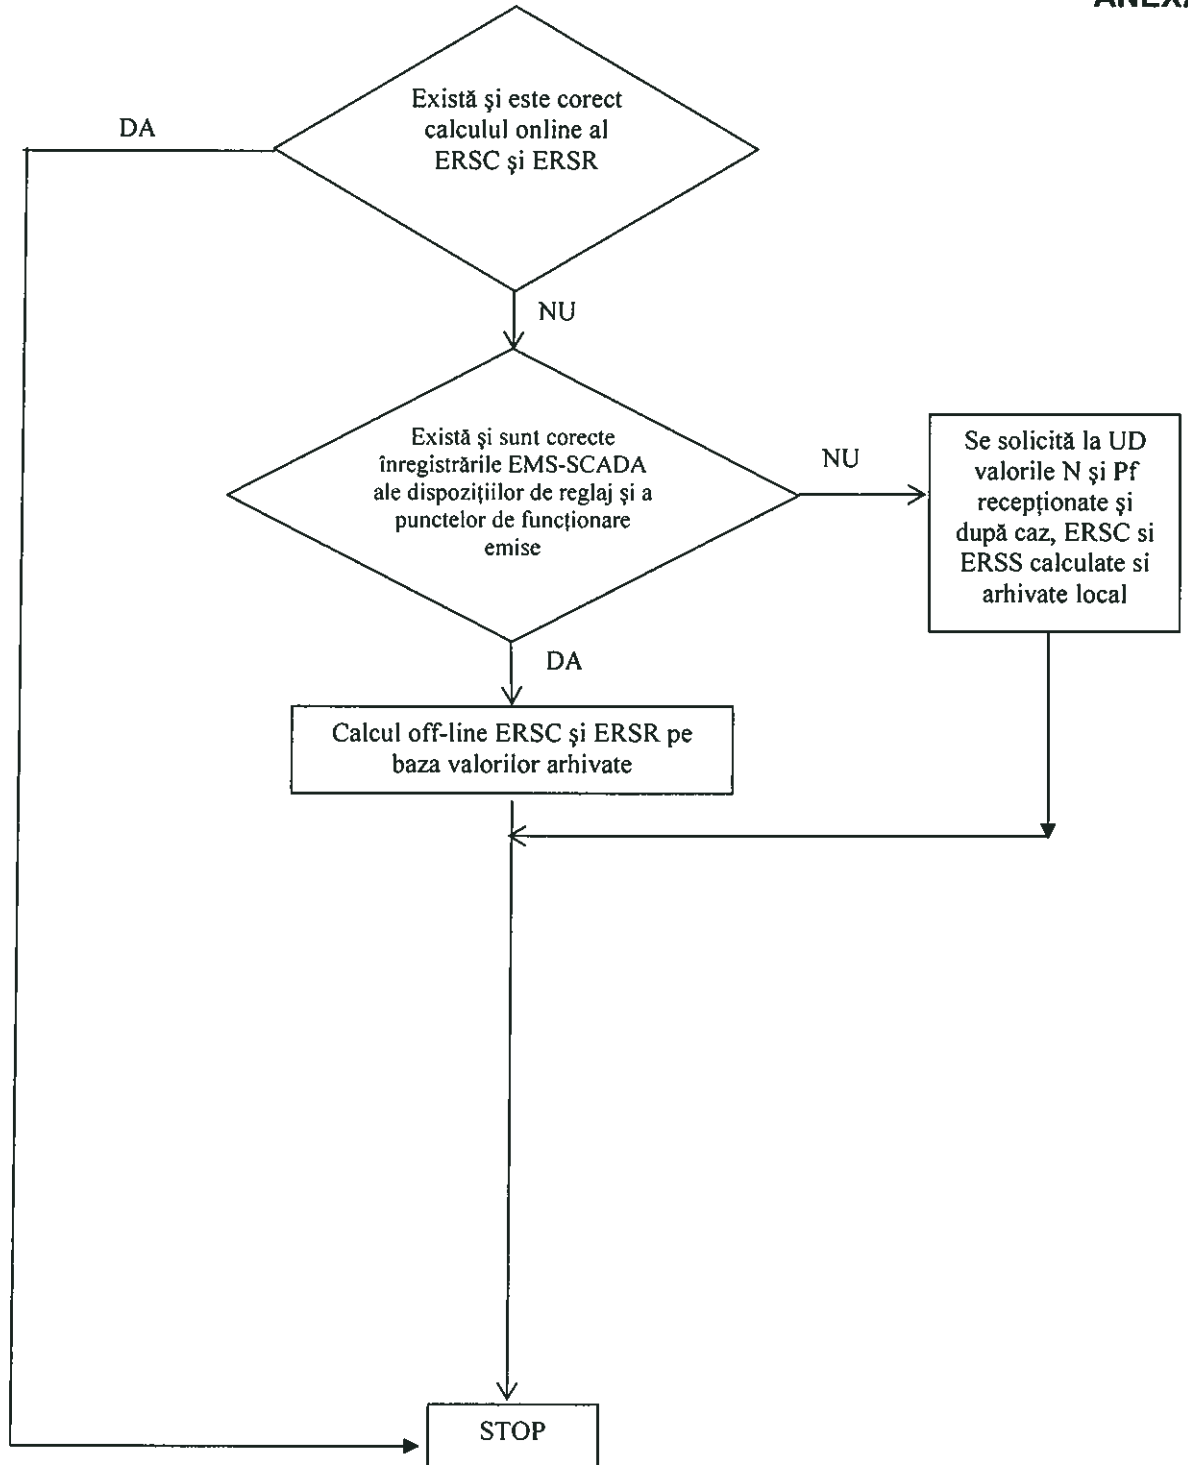 ANEXA
Există şi este corect
calculul online al
ERSC şi ERSR
DA
NU
Există şi sunt corecte
înregistrările EMS-SCADA
ale dispoziţiilor de reglaj şi a
punctelor de funcţionare
emise
NU
Se solicită la UD
valorile N şi Pf
recepţionate şi
după caz, ERSC si
ERSS calculate si
arhivate local
DA
Calcul off-line ERSC şi ERSR pe
baza valorilor arhivate
STOP